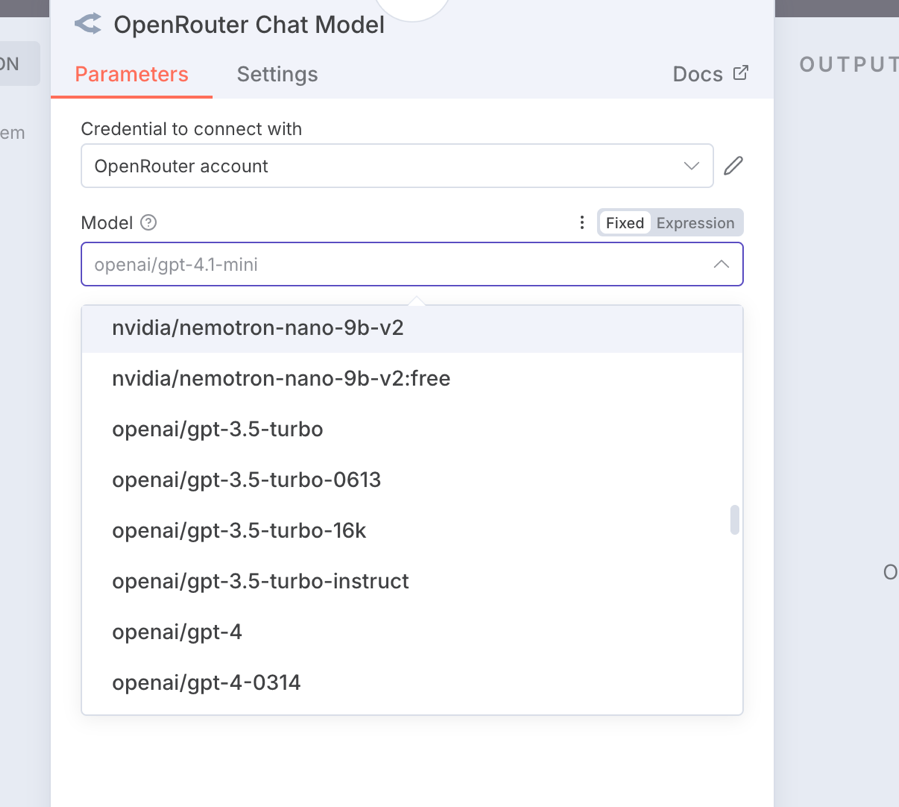 OpenRouter Chat Model
ON
Parameters Settings Docs
OUTPUT
em
Credential to connect with
OpenRouter account
Model ? Fixed Expression
openai/gpt-4.1-mini
nvidia/nemotron-nano-9b-v2
nvidia/nemotron-nano-9b-v2:free
openai/gpt-3.5-turbo
openai/gpt-3.5-turbo-0613
openai/gpt-3.5-turbo-16k
openai/gpt-3.5-turbo-instruct
O
openai/gpt-4
openai/gpt-4-0314